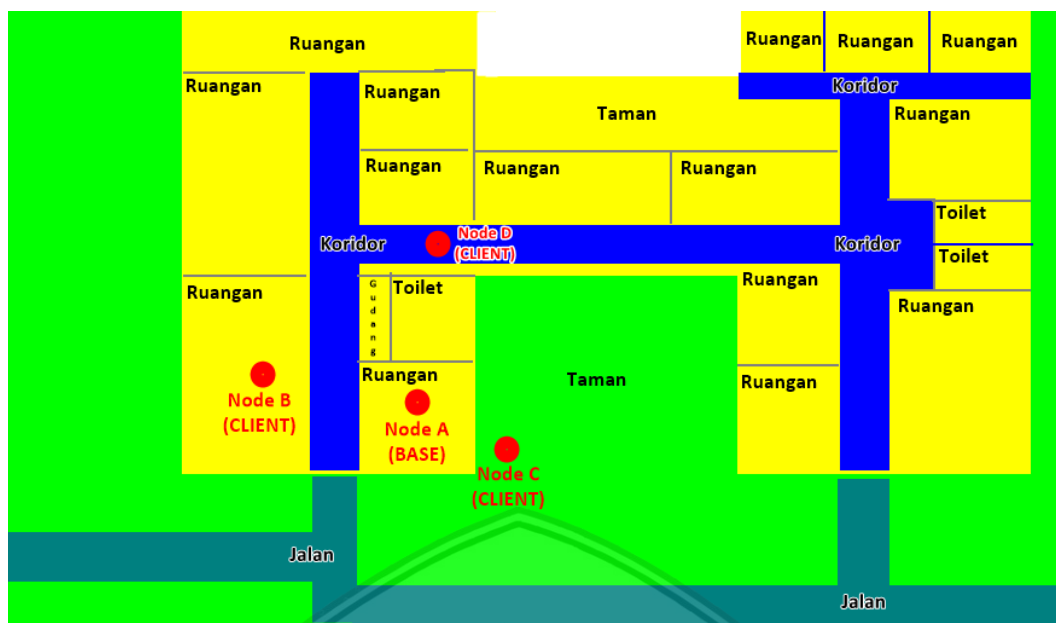 Ruangan
Ruangan
Ruangan
Ruangan
Ruangan
Koridor
Ruangan
Ruangan
Taman
Ruangan
Ruangan
Ruangan
Ruangan
Toilet
Koridor
Node D
(CLIENT)
Koridor
Toilet
Ruangan
Gudang
Toilet
Ruangan
Ruangan
Ruangan
Taman
Ruangan
Node B
(CLIENT)
Node A
(BASE)
Node C
(CLIENT)
Jalan
Jalan